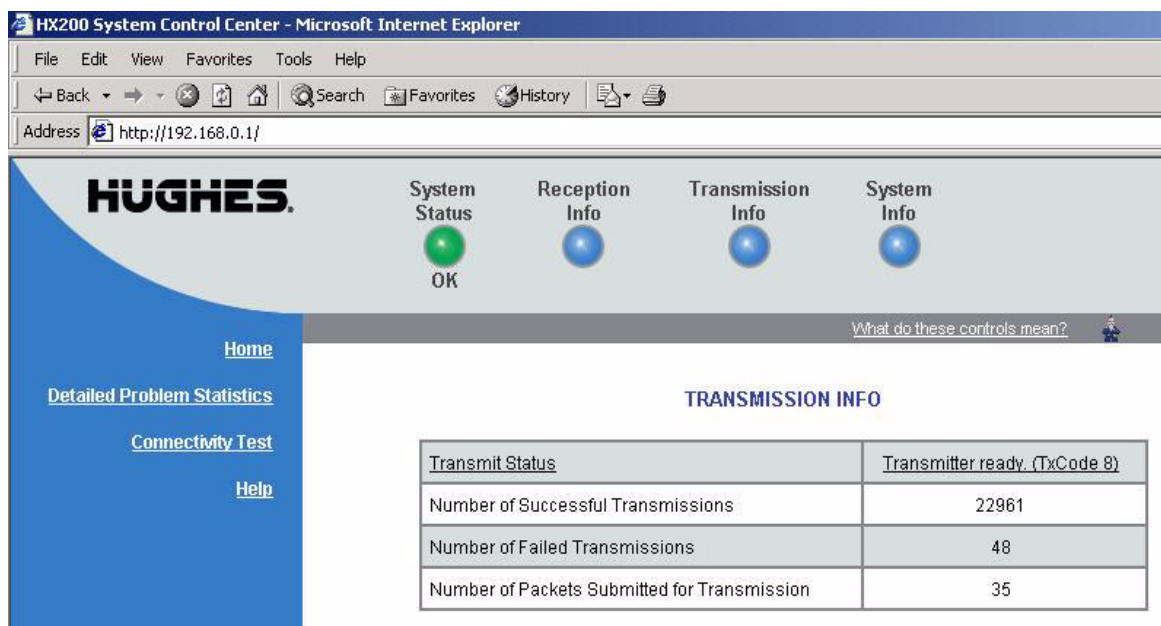 HX200 System Control Center - Microsoft Internet Explorer
File Edit View Favorites Tools Help
Back Search Favorites History
Address http://192.168.0.1/
HUGHES.
System Status OK
Reception Info
Transmission Info
System Info
What do these controls mean?
Home
Detailed Problem Statistics
Connectivity Test
Help
TRANSMISSION INFO
Transmit Status Transmitter ready. (TxCode 8)
Number of Successful Transmissions 22961
Number of Failed Transmissions 48
Number of Packets Submitted for Transmission 35